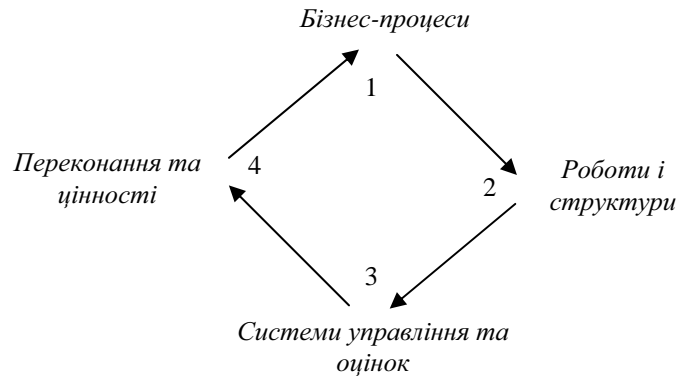 Бізнес-процеси
1
Переконання та
цінності
4
2
Роботи і
структури
3
Системи управління та
оцінок